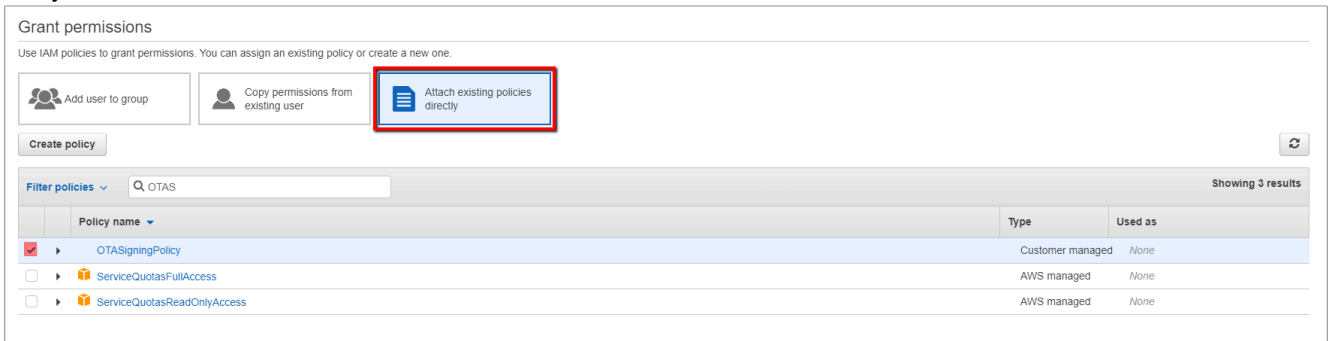 Grant permissions
Use IAM policies to grant permissions. You can assign an existing policy or create a new one.
Add user to group
Copy permissions from
existing user
Attach existing policies
directly
Create policy
Filter policies
OTAS
Showing 3 results
Policy name
Type
Used as
OTASigningPolicy
Customer managed
None
ServiceQuotasFullAccess
AWS managed
None
ServiceQuotasReadOnlyAccess
AWS managed
None